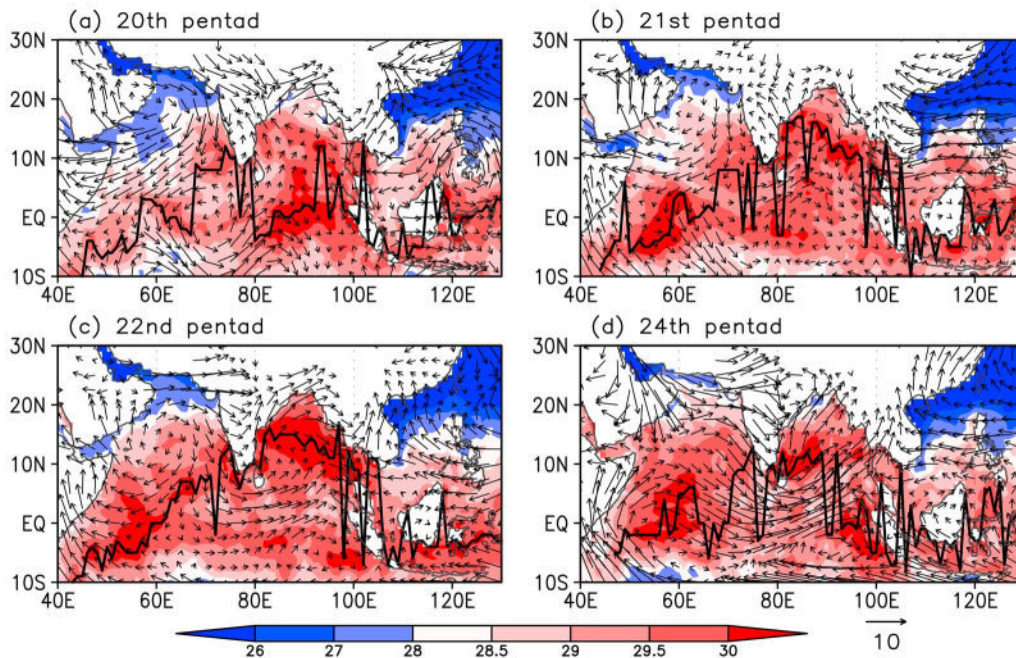 (a) 20th pentad
(b) 21st pentad
30N
20N
10N
EQ
10S
40E 60E 80E 100E 120E
30N
20N
10N
EQ
10S
40E 60E 80E 100E 120E
(c) 22nd pentad
(d) 24th pentad
30N
20N
10N
EQ
10S
40E 60E 80E 100E 120E
30N
20N
10N
EQ
10S
40E 60E 80E 100E 120E
26 27 28 28.5 29 29.5 30
10